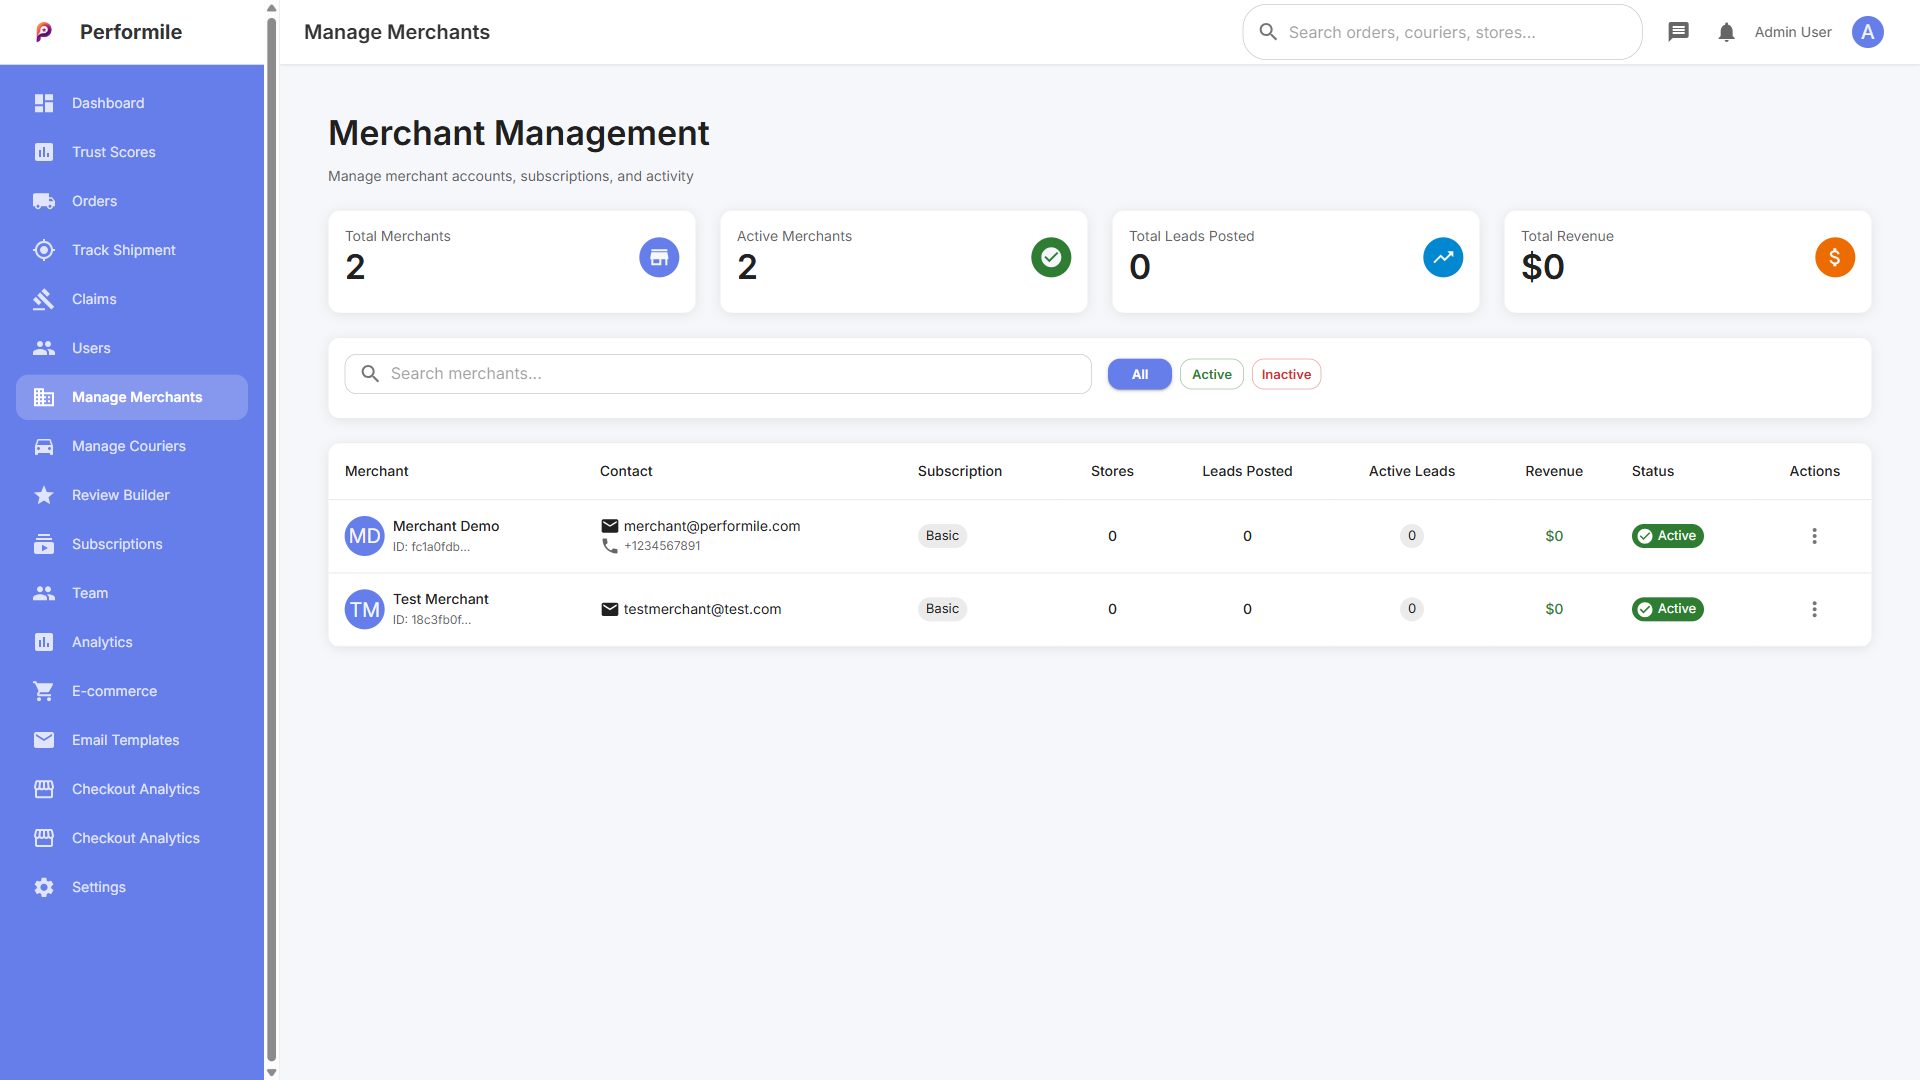 Performile
Manage Merchants
Search orders, couriers, stores...
Admin User
A
Dashboard
Trust Scores
Orders
Track Shipment
Claims
Users
Manage Merchants
Manage Couriers
Review Builder
Subscriptions
Team
Analytics
E-commerce
Email Templates
Checkout Analytics
Checkout Analytics
Settings
Merchant Management
Manage merchant accounts, subscriptions, and activity
Total Merchants
2
Active Merchants
2
Total Leads Posted
0
Total Revenue
$0
Search merchants...
All
Active
Inactive
Merchant Contact Subscription Stores Leads Posted Active Leads Revenue Status Actions
MD
Merchant Demo
ID: fc1a0fdb...
merchant@performile.com
+1234567891
Basic 0 0 0 $0 Active
TM
Test Merchant
ID: 18c3fb0f...
testmerchant@test.com
Basic 0 0 0 $0 Active